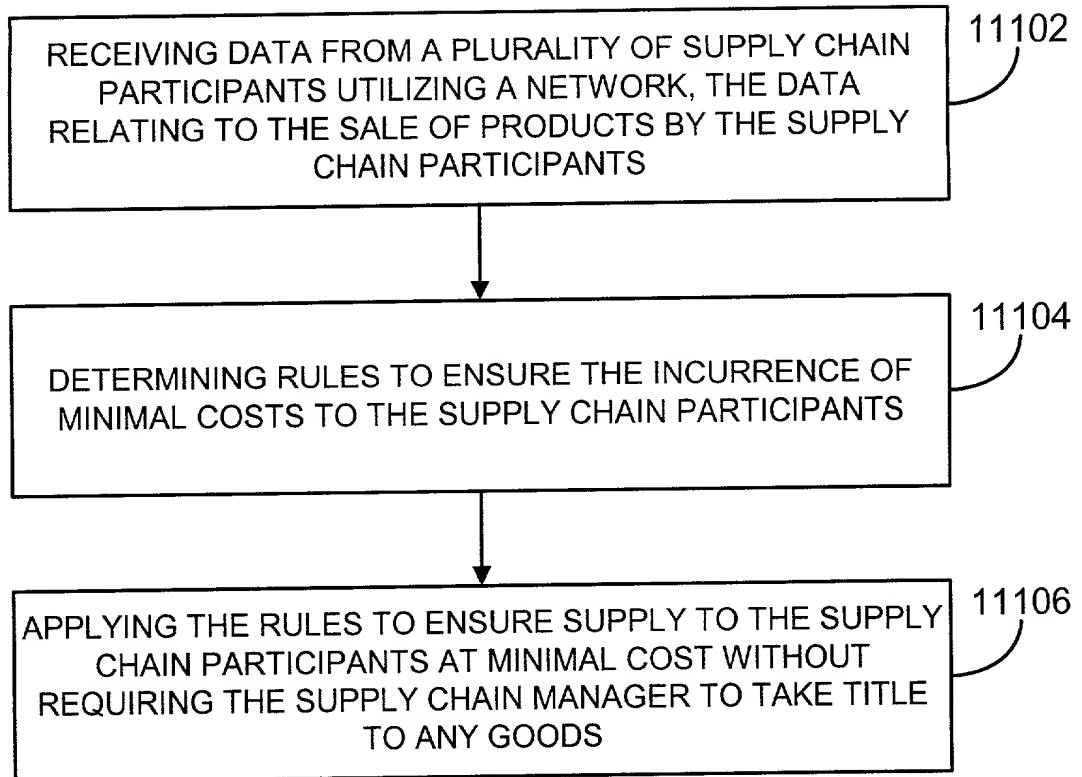 RECEIVING DATA FROM A PLURALITY OF SUPPLY CHAIN
PARTICIPANTS UTILIZING A NETWORK, THE DATA
RELATING TO THE SALE OF PRODUCTS BY THE SUPPLY
CHAIN PARTICIPANTS
11102
DETERMINING RULES TO ENSURE THE INCURRENCE OF
MINIMAL COSTS TO THE SUPPLY CHAIN PARTICIPANTS
11104
APPLYING THE RULES TO ENSURE SUPPLY TO THE SUPPLY
CHAIN PARTICIPANTS AT MINIMAL COST WITHOUT
REQUIRING THE SUPPLY CHAIN MANAGER TO TAKE TITLE
TO ANY GOODS
11106